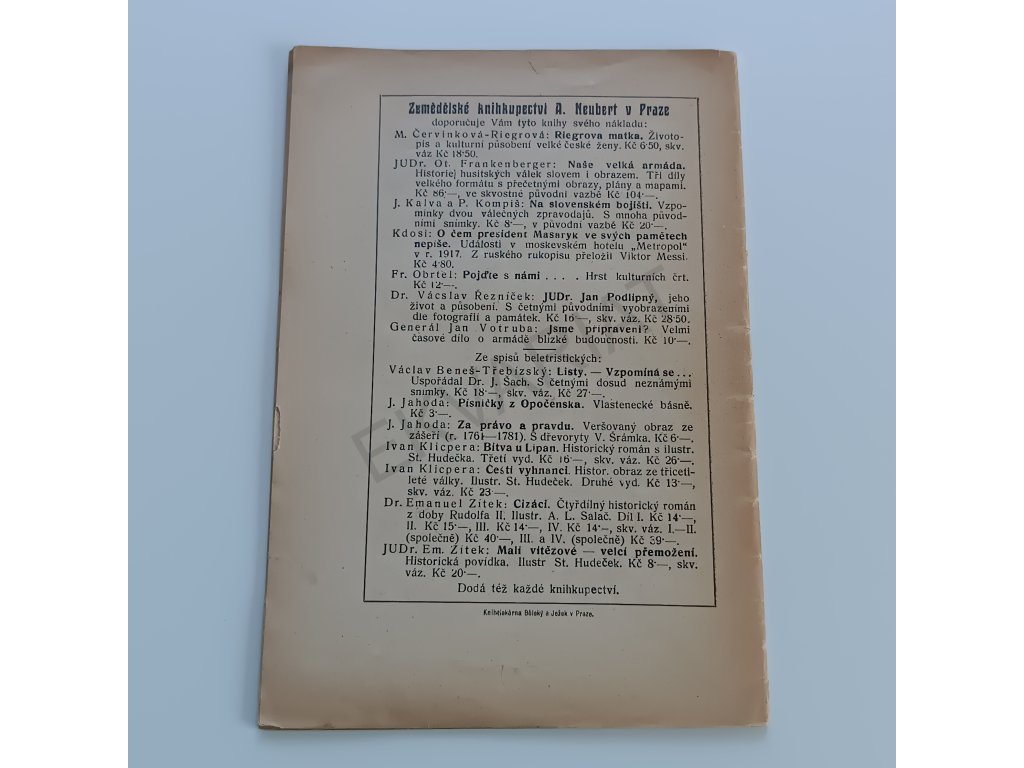 Zemědělské knihkupectví A. Neubert v Praze
doporučuje Vám tyto knihy svého nákladu:
M. Červinková-Riegrová: Riegrova matka. Životo-
pis a kulturní působení velké české ženy. Kč 6·50, skv.
váz Kč 18·50.
JUDr. Ot. Frankenberger: Naše velká armáda.
Historiej husitských válek slovem i obrazem. Tři díly
velkého formátu s přečetnými obrazy, plány a mapami.
Kč 86·—, ve skvostné původní vazbě Kč 104·—.
J. Kalva a P. Kompiš: Na slovenském bojišti. Vzpo-
mínky dvou válečných zpravodajů. S mnoha původ-
ními snímky. Kč 8·—, v původní vazbě Kč 20·—.
Kdosi: O čem president Masaryk ve svých pamětech
nepíše. Události v moskevském hotelu „Metropol"
v r. 1917. Z ruského rukopisu přeložil Viktor Messi.
Kč 4·80.
Fr. Obrtel: Pojďte s námi . . . . Hrst kulturních črt.
Kč 12·—.
Dr. Vácslav Řezníček: JUDr. Jan Podlipný, jeho
život a působení. S četnými původními vyobrazeními
dle fotografií a památek. Kč 16·—, skv. váz. Kč 28·50.
Generál Jan Votruba: Jsme připraveni? Velmi
časové dílo o armádě blízké budoucnosti. Kč 10·—.
Ze spisů beletristických:
Václav Beneš-Třebízský: Listy. — Vzpomíná se . . .
Uspořádal Dr. J. Šach. S četnými dosud neznámými
snímky. Kč 18·—, skv. váz. Kč 27·—.
J. Jahoda: Písničky z Opočenska. Vlastenecké básně.
Kč 3·—.
J. Jahoda: Za právo a pravdu. Veršovaný obraz ze
zášeří (r. 1761—1781). S dřevoryty V. Šrámka. Kč 6·—.
Ivan Klicpera: Bitva u Lipan. Historický román s ilustr.
St. Hudečka. Třetí vyd. Kč 16·—, skv. váz. Kč 26·—.
Ivan Klicpera: Čeští vyhnanci. Histor. obraz ze třiceti-
leté války. Ilustr. St. Hudeček. Druhé vyd. Kč 13·—,
skv. váz. Kč 23·—.
Dr. Emanuel Zítek: Cizáci. Čtyřdílný historický román
z doby Rudolfa II. Ilustr. A. L. Salač. Díl I. Kč 14·—,
II. Kč 15·—, III. Kč 14·—, IV. Kč 14·—, skv. váz. I.—II.
(společně) Kč 40·—, III. a IV. (společně) Kč 39·—.
JUDr. Em. Zítek: Malí vítězové — velcí přemožení.
Historická povídka. Ilustr St. Hudeček. Kč 8·—, skv.
váz. Kč 20·—.
Dodá též každé knihkupectví.
Knihtiskárna Bělský a Ježek v Praze.